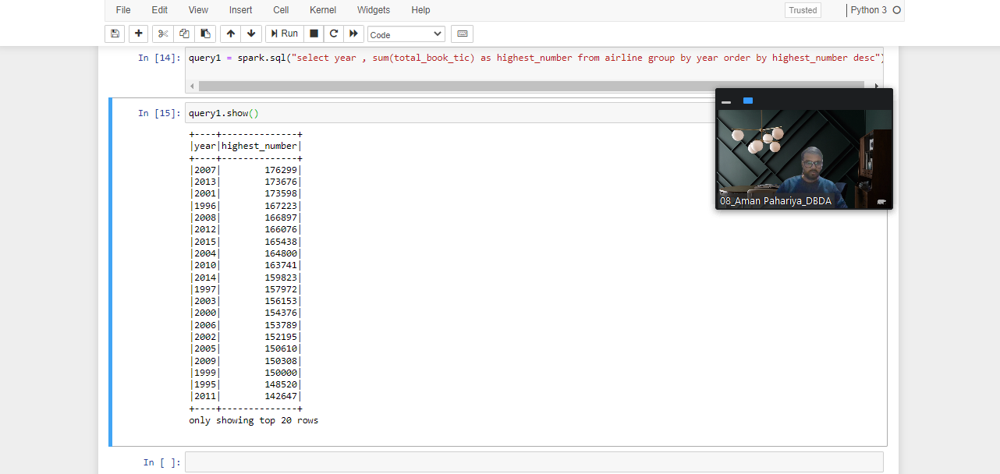 File Edit View Insert Cell Kernel Widgets Help
Trusted Python 3
Run Code
In [14]: query1 = spark.sql("select year , sum(total_book_tic) as highest_number from airline group by year order by highest_number desc")
In [15]: query1.show()
+----+--------------+
|year|highest_number|
+----+--------------+
|2007|        176299|
|2013|        173676|
|2001|        173598|
|1996|        167223|
|2008|        166897|
|2012|        166076|
|2015|        165438|
|2004|        164800|
|2010|        163741|
|2014|        159823|
|1997|        157972|
|2003|        156153|
|2000|        154376|
|2006|        153789|
|2002|        152195|
|2005|        150610|
|2009|        150308|
|1999|        150000|
|1995|        148520|
|2011|        142647|
+----+--------------+
only showing top 20 rows
08_Aman Pahariya_DBDA
In [ ]: